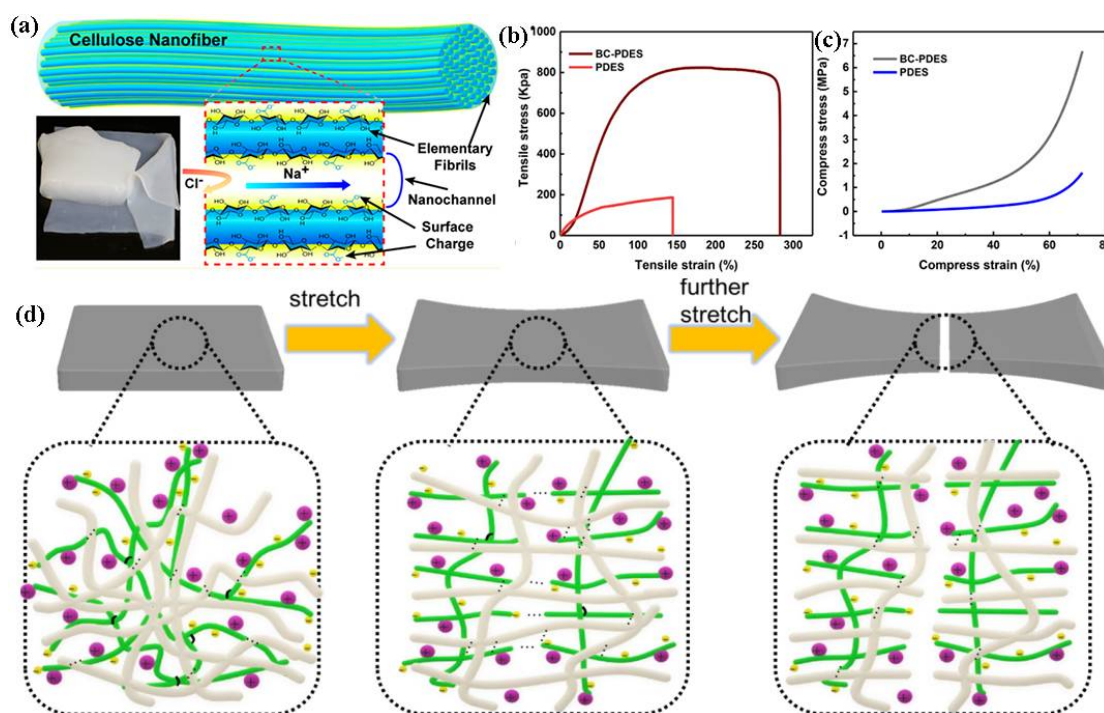 (a)
Cellulose Nanofiber
Elementary
Fibrils
Cl-
Na+
Nanochannel
Surface
Charge
(b)
BC-PDES
PDES
1000
800
600
400
200
0
0 50 100 150 200 250 300
Tensile stress (Kpa)
Tensile strain (%)
(c)
BC-PDES
PDES
7
6
5
4
3
2
1
0
0 20 40 60 80
Compress stress (MPa)
Compress strain (%)
(d)
stretch
further
stretch